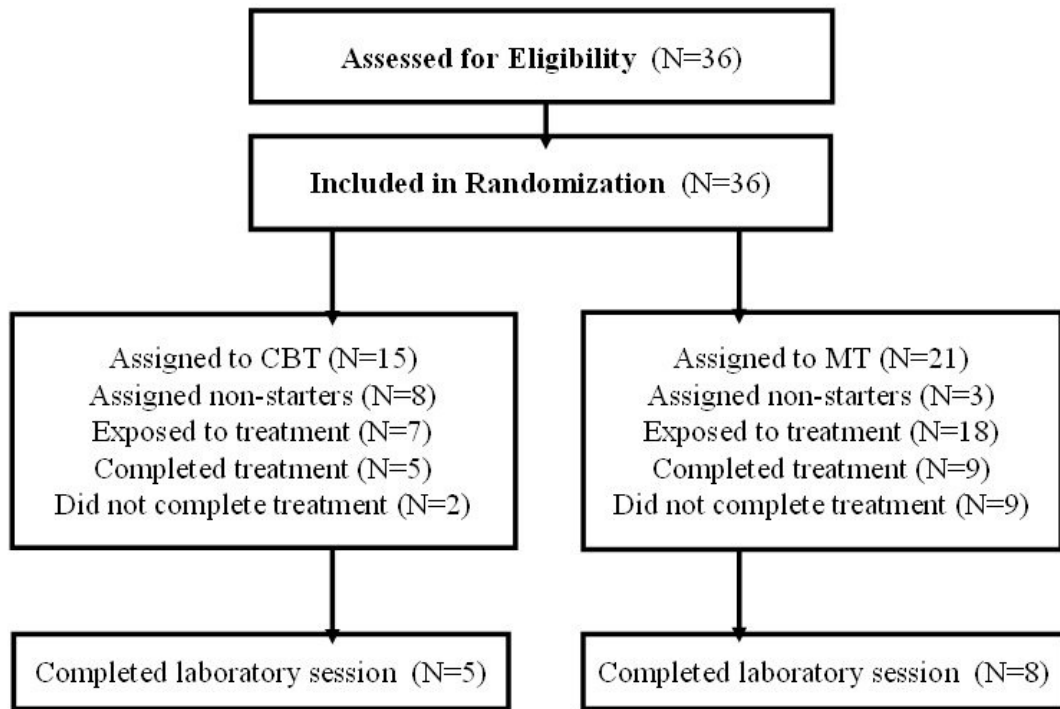 Assessed for Eligibility (N=36)
Included in Randomization (N=36)
Assigned to CBT (N=15)
Assigned non-starters (N=8)
Exposed to treatment (N=7)
Completed treatment (N=5)
Did not complete treatment (N=2)
Assigned to MT (N=21)
Assigned non-starters (N=3)
Exposed to treatment (N=18)
Completed treatment (N=9)
Did not complete treatment (N=9)
Completed laboratory session (N=5)
Completed laboratory session (N=8)